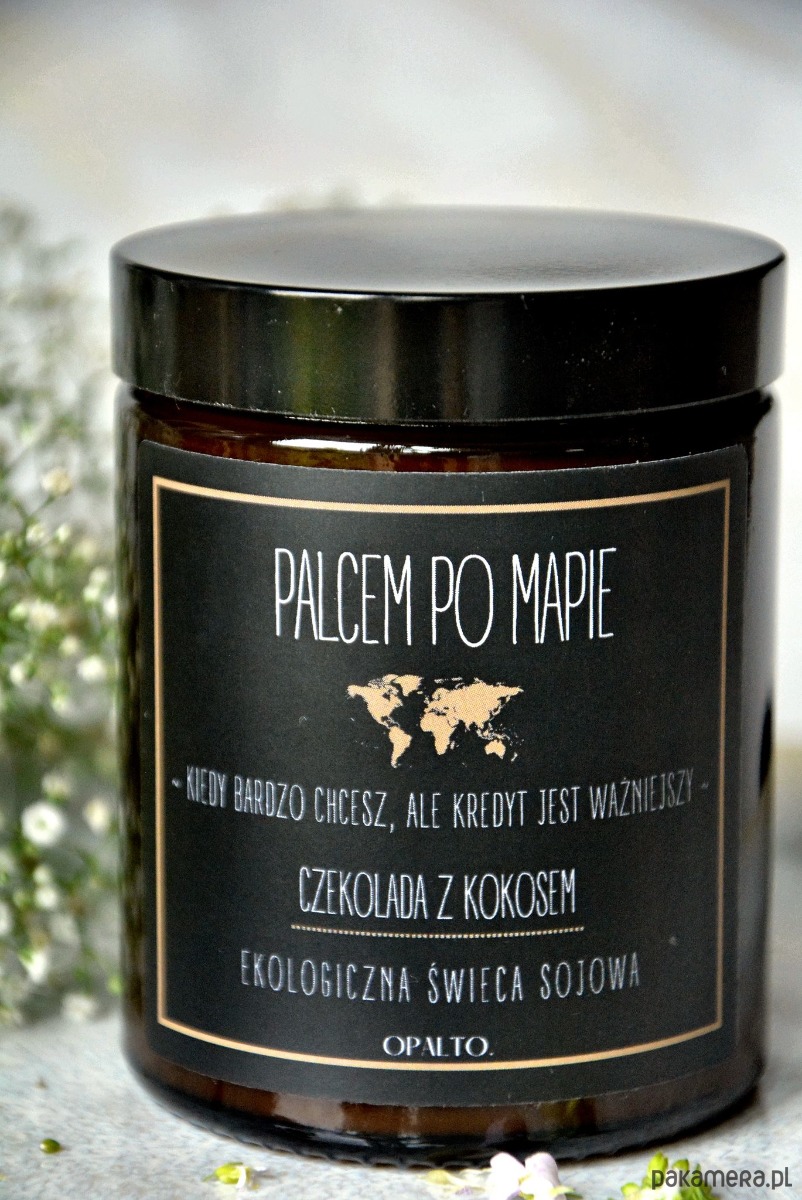 PALCEM PO MAPIE
~ KIEDY BARDZO CHCESZ, ALE KREDYT JEST WAŻNIEJSZY ~
CZEKOLADA Z KOKOSEM
EKOLOGICZNA ŚWIECA SOJOWA
OPALTO.
pakamera.pl